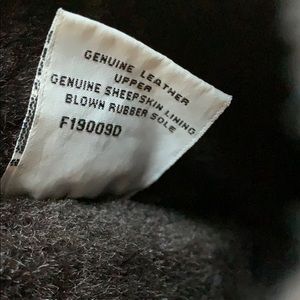 GENUINE LEATHER
UPPER
GENUINE SHEEPSKIN LINING
BLOWN RUBBER SOLE
F19009D